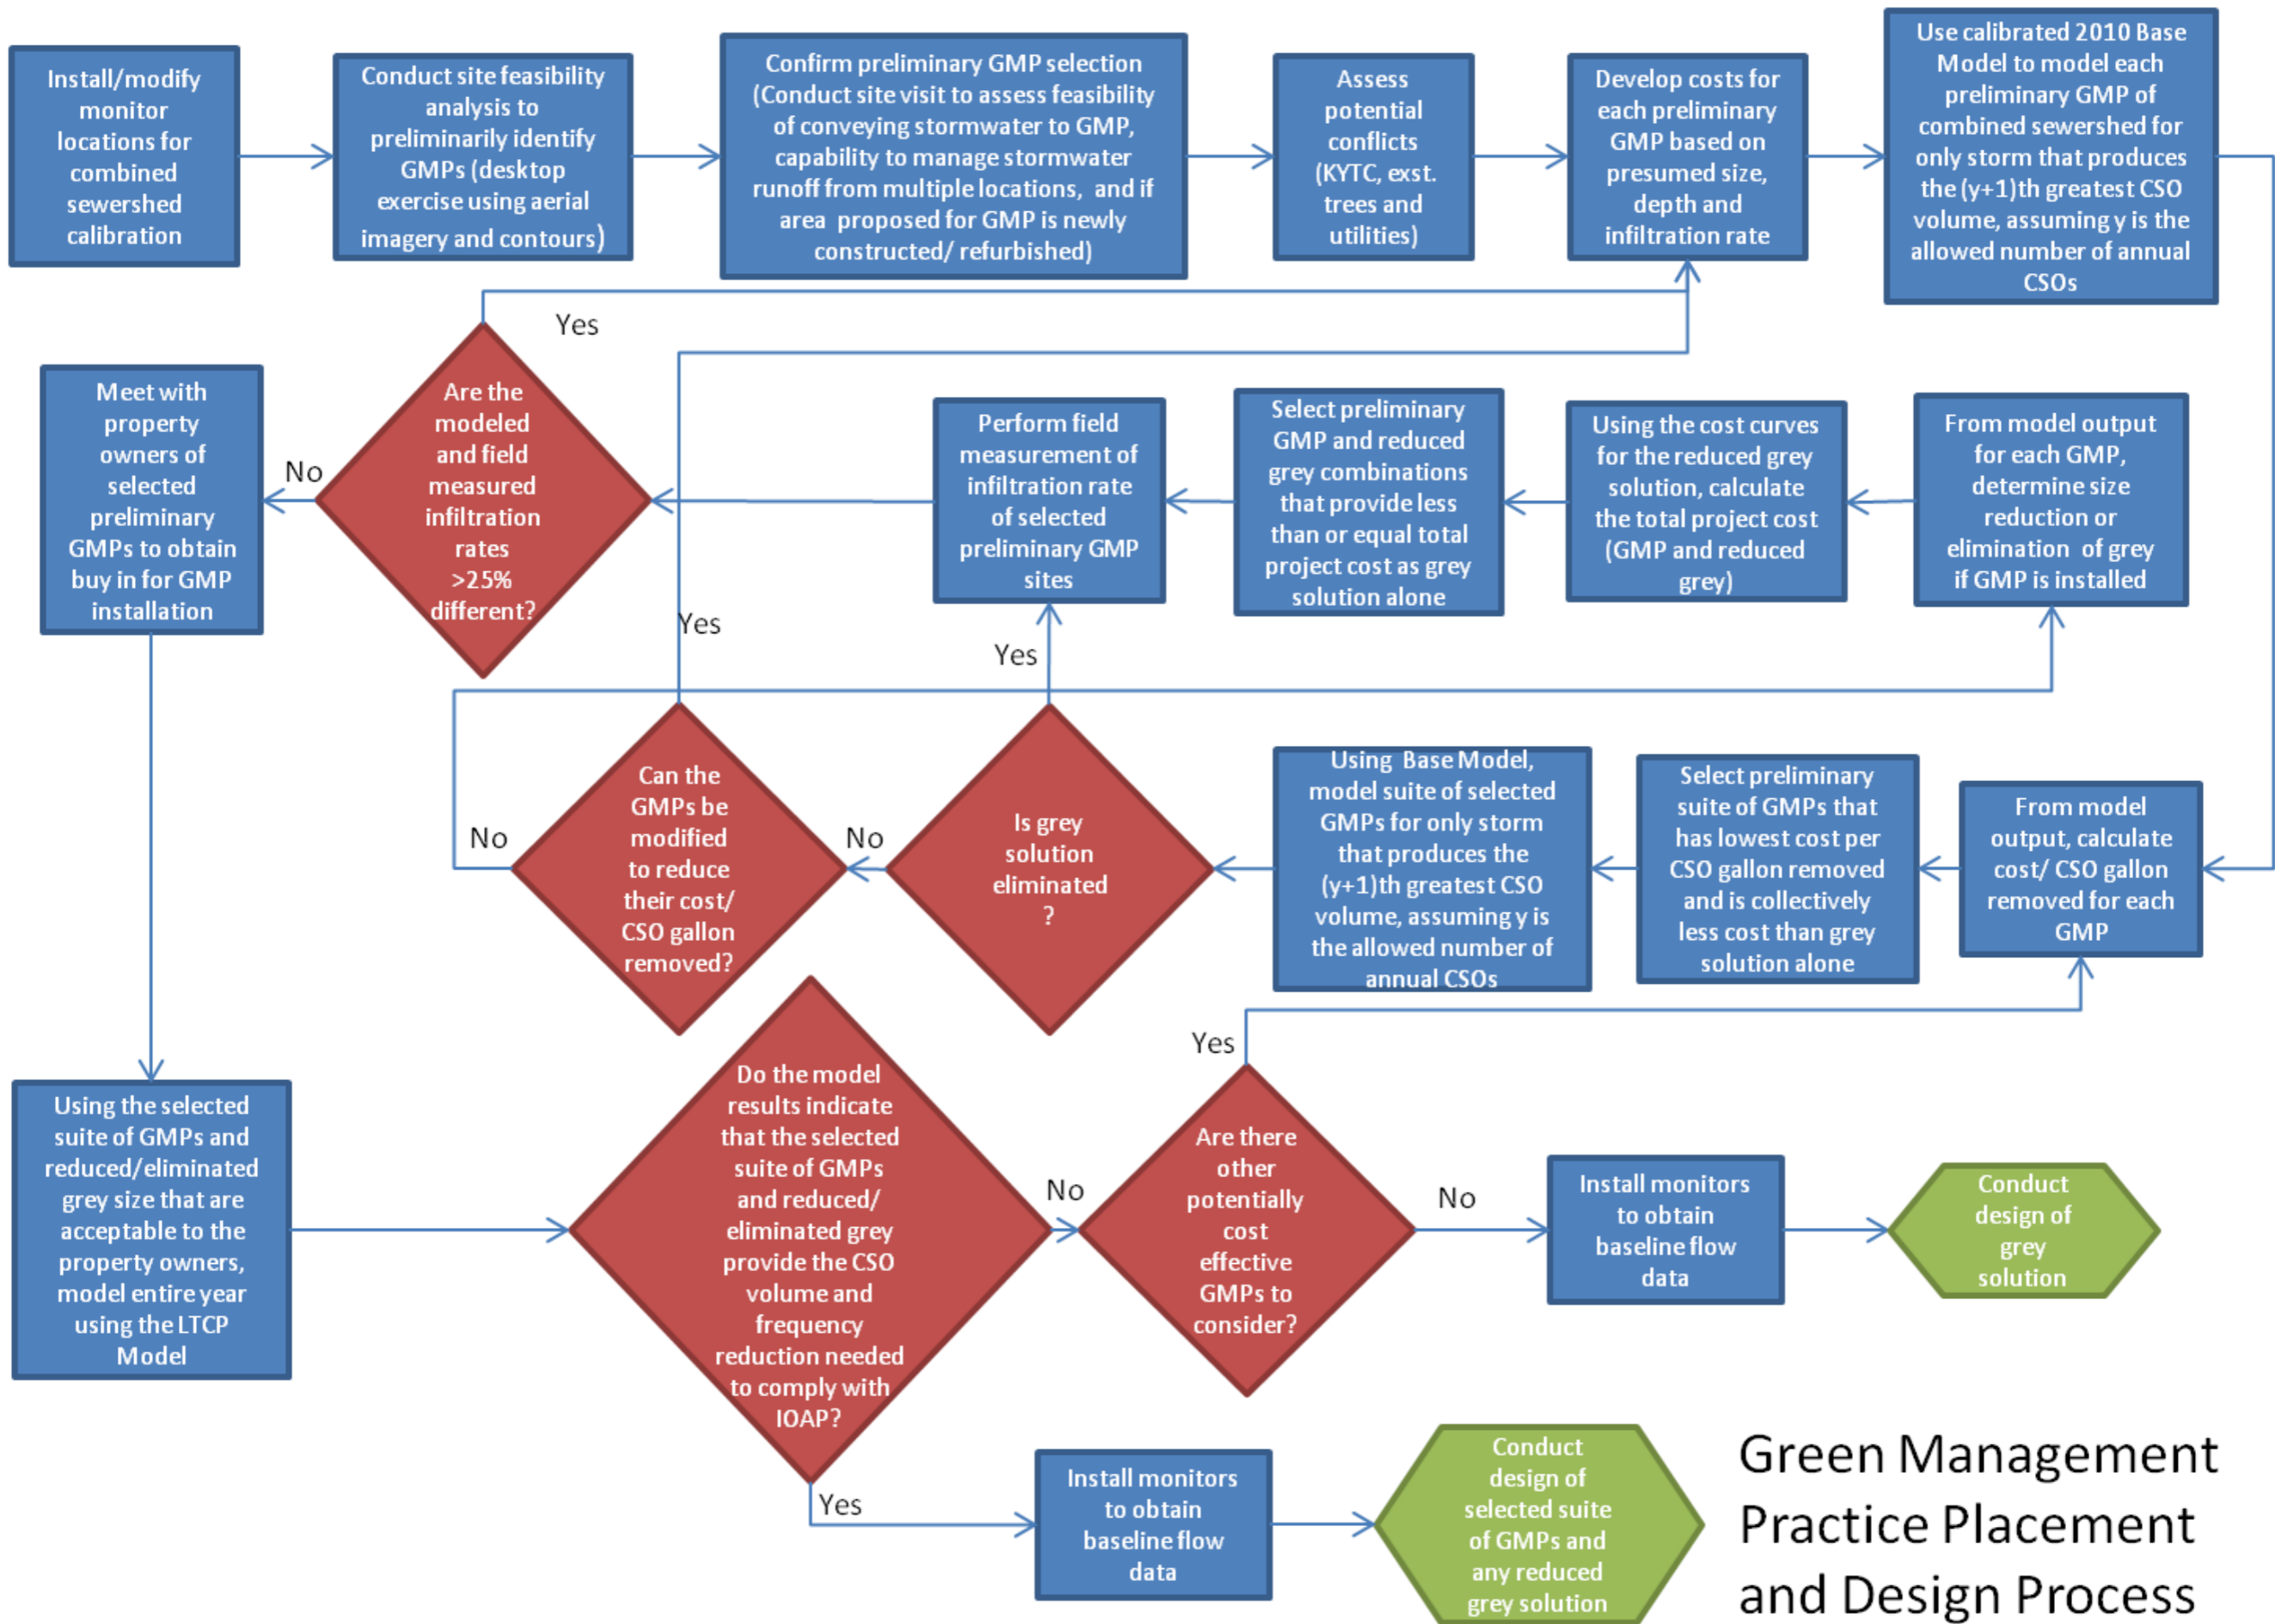 Install/modify
monitor
locations for
combined
sewershed
calibration
Conduct site feasibility
analysis to
preliminarily identify
GMPs (desktop
exercise using aerial
imagery and contours)
Confirm preliminary GMP selection
(Conduct site visit to assess feasibility
of conveying stormwater to GMP,
capability to manage stormwater
runoff from multiple locations, and if
area proposed for GMP is newly
constructed/ refurbished)
Assess
potential
conflicts
(KYTC, exst.
trees and
utilities)
Develop costs for
each preliminary
GMP based on
presumed size,
depth and
infiltration rate
Use calibrated 2010 Base
Model to model each
preliminary GMP of
combined sewershed for
only storm that produces
the (y+1)th greatest CSO
volume, assuming y is the
allowed number of annual
CSOs
Yes
Meet with
property
owners of
selected
preliminary
GMPs to obtain
buy in for GMP
installation
No
Are the
modeled
and field
measured
infiltration
rates
>25%
different?
Yes
Perform field
measurement of
infiltration rate
of selected
preliminary GMP
sites
Yes
Select preliminary
GMP and reduced
grey combinations
that provide less
than or equal total
project cost as grey
solution alone
Using the cost curves
for the reduced grey
solution, calculate
the total project cost
(GMP and reduced
grey)
From model output
for each GMP,
determine size
reduction or
elimination of grey
if GMP is installed
No
Can the
GMPs be
modified
to reduce
their cost/
CSO gallon
removed?
No
Is grey
solution
eliminated
?
Using Base Model,
model suite of selected
GMPs for only storm
that produces the
(y+1)th greatest CSO
volume, assuming y is
the allowed number of
annual CSOs
Select preliminary
suite of GMPs that
has lowest cost per
CSO gallon removed
and is collectively
less cost than grey
solution alone
From model
output, calculate
cost/ CSO gallon
removed for each
GMP
Yes
Using the selected
suite of GMPs and
reduced/eliminated
grey size that are
acceptable to the
property owners,
model entire year
using the LTCP
Model
Do the model
results indicate
that the selected
suite of GMPs
and reduced/
eliminated grey
provide the CSO
volume and
frequency
reduction needed
to comply with
IOAP?
No
Are there
other
potentially
cost
effective
GMPs to
consider?
No
Install monitors
to obtain
baseline flow
data
Conduct
design of
grey
solution
Yes
Install monitors
to obtain
baseline flow
data
Conduct
design of
selected suite
of GMPs and
any reduced
grey solution
Green Management
Practice Placement
and Design Process